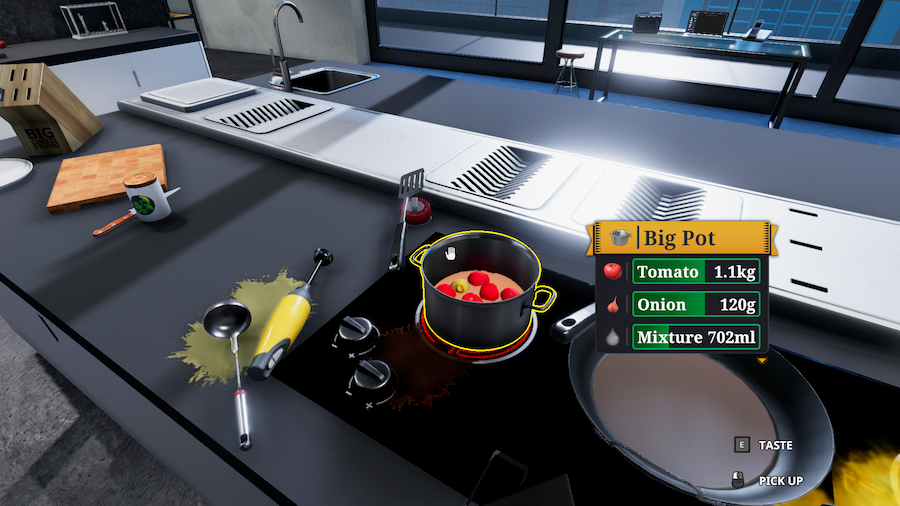 BIG
Big Pot
Tomato 1.1kg
Onion 120g
Mixture 702ml
E TASTE
PICK UP